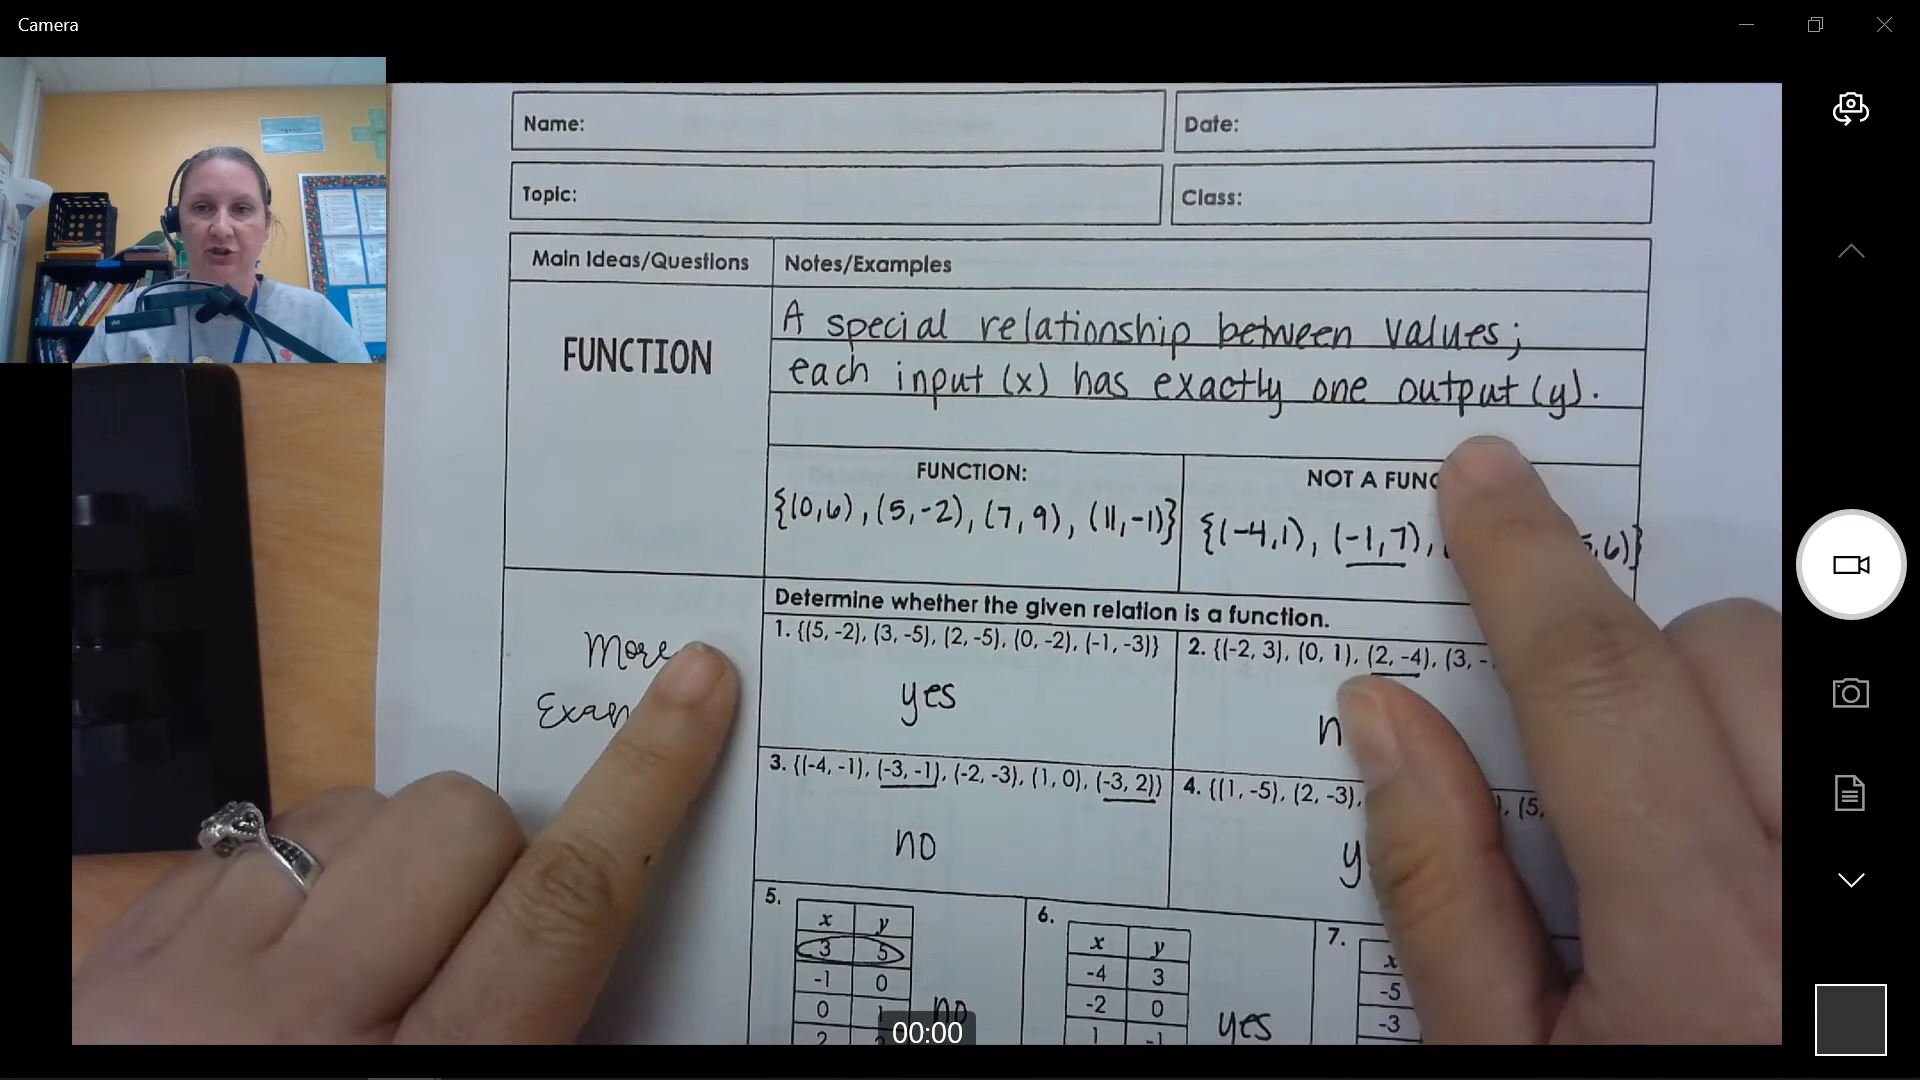 Camera
Name:
Date:
Topic:
Class:
Main Ideas/Questions
Notes/Examples
FUNCTION
A special relationship between values;
each input (x) has exactly one output (y).
FUNCTION:
{(0,6), (5,-2), (7,9), (11,-1)}
NOT A FUNC
{(-4,1), (-1,7),
,6)}
More
Exam
Determine whether the given relation is a function.
1. {(5, -2), (3, -5), (2, -5), (0, -2), (-1, -3)}
yes
2. {(-2, 3), (0, 1), (2, -4), (3, -
n
3. {(-4, -1), (-3, -1), (-2, -3), (1, 0), (-3, 2)}
no
4. {(1, -5), (2, -3),
), (5,
y
5.
x y
3 5
-1 0
0 1
2
no
6.
x y
-4 3
-2 0
1 -1
yes
7.
x
-5
-3
00:00